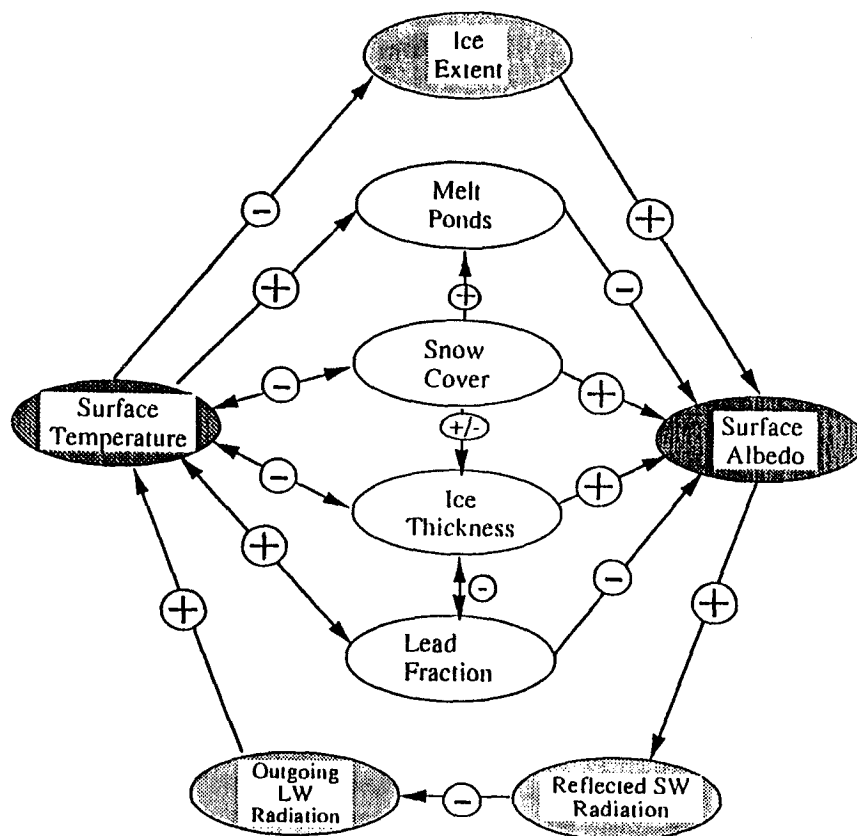 Ice
Extent
-
Melt
Ponds
+
+
-
+
Snow
Cover
-
+
Surface
Temperature
+/-
Surface
Albedo
-
Ice
Thickness
+
+
-
-
Lead
Fraction
+
+
Outgoing
LW
Radiation
-
Reflected SW
Radiation